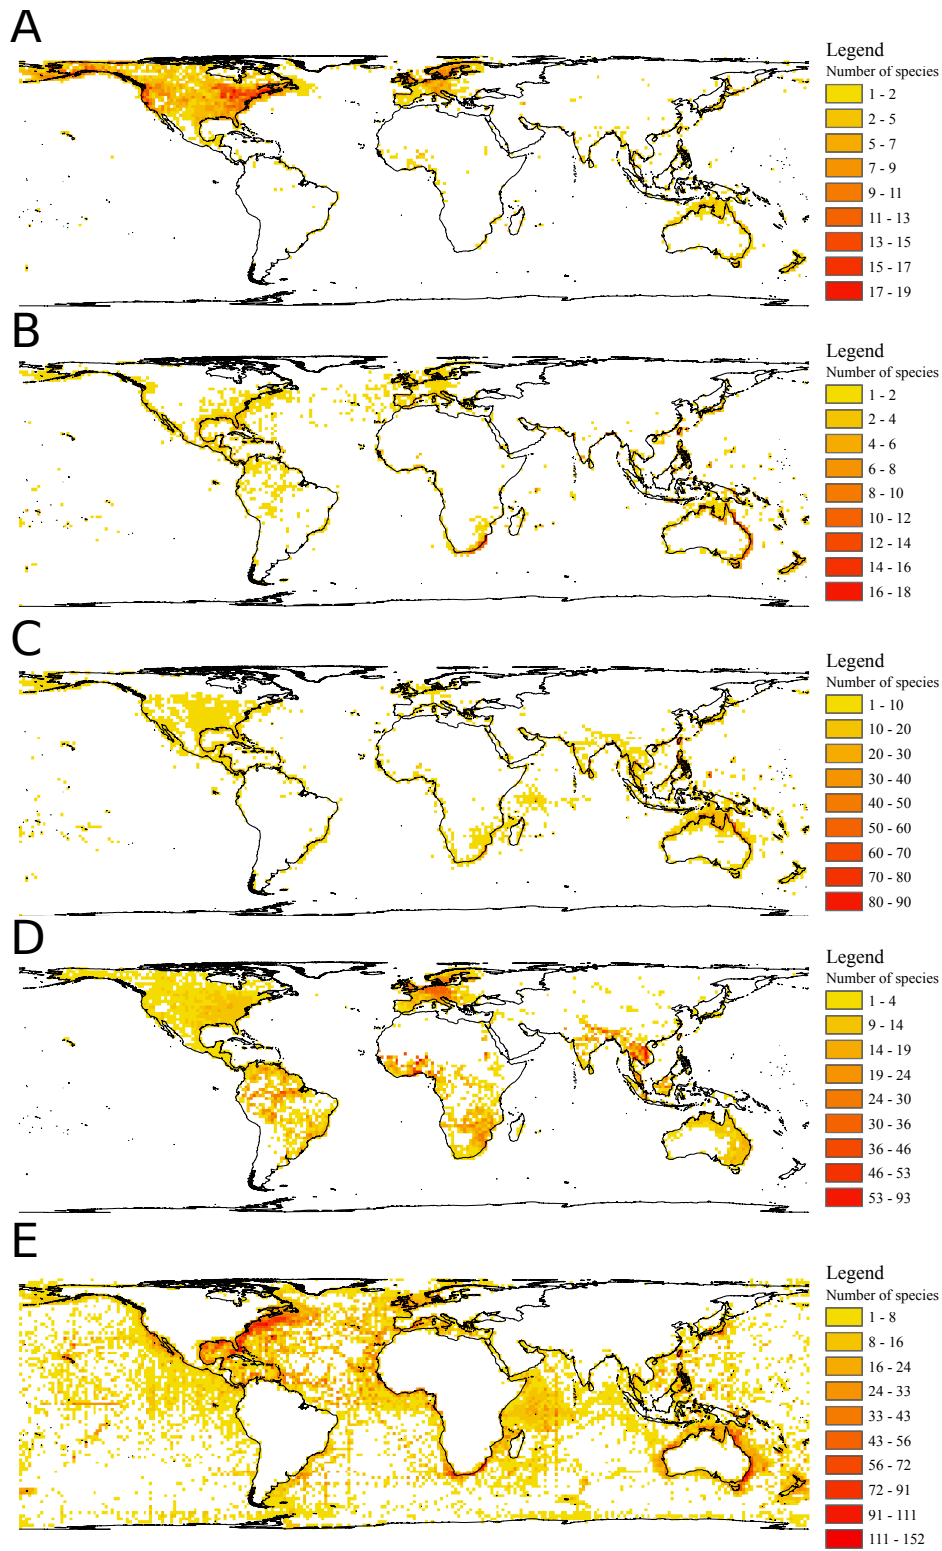 A
Legend
Number of species
1 - 2
2 - 5
5 - 7
7 - 9
9 - 11
11 - 13
13 - 15
15 - 17
17 - 19
B
Legend
Number of species
1 - 2
2 - 4
4 - 6
6 - 8
8 - 10
10 - 12
12 - 14
14 - 16
16 - 18
C
Legend
Number of species
1 - 10
10 - 20
20 - 30
30 - 40
40 - 50
50 - 60
60 - 70
70 - 80
80 - 90
D
Legend
Number of species
1 - 4
9 - 14
14 - 19
19 - 24
24 - 30
30 - 36
36 - 46
46 - 53
53 - 93
E
Legend
Number of species
1 - 8
8 - 16
16 - 24
24 - 33
33 - 43
43 - 56
56 - 72
72 - 91
91 - 111
111 - 152